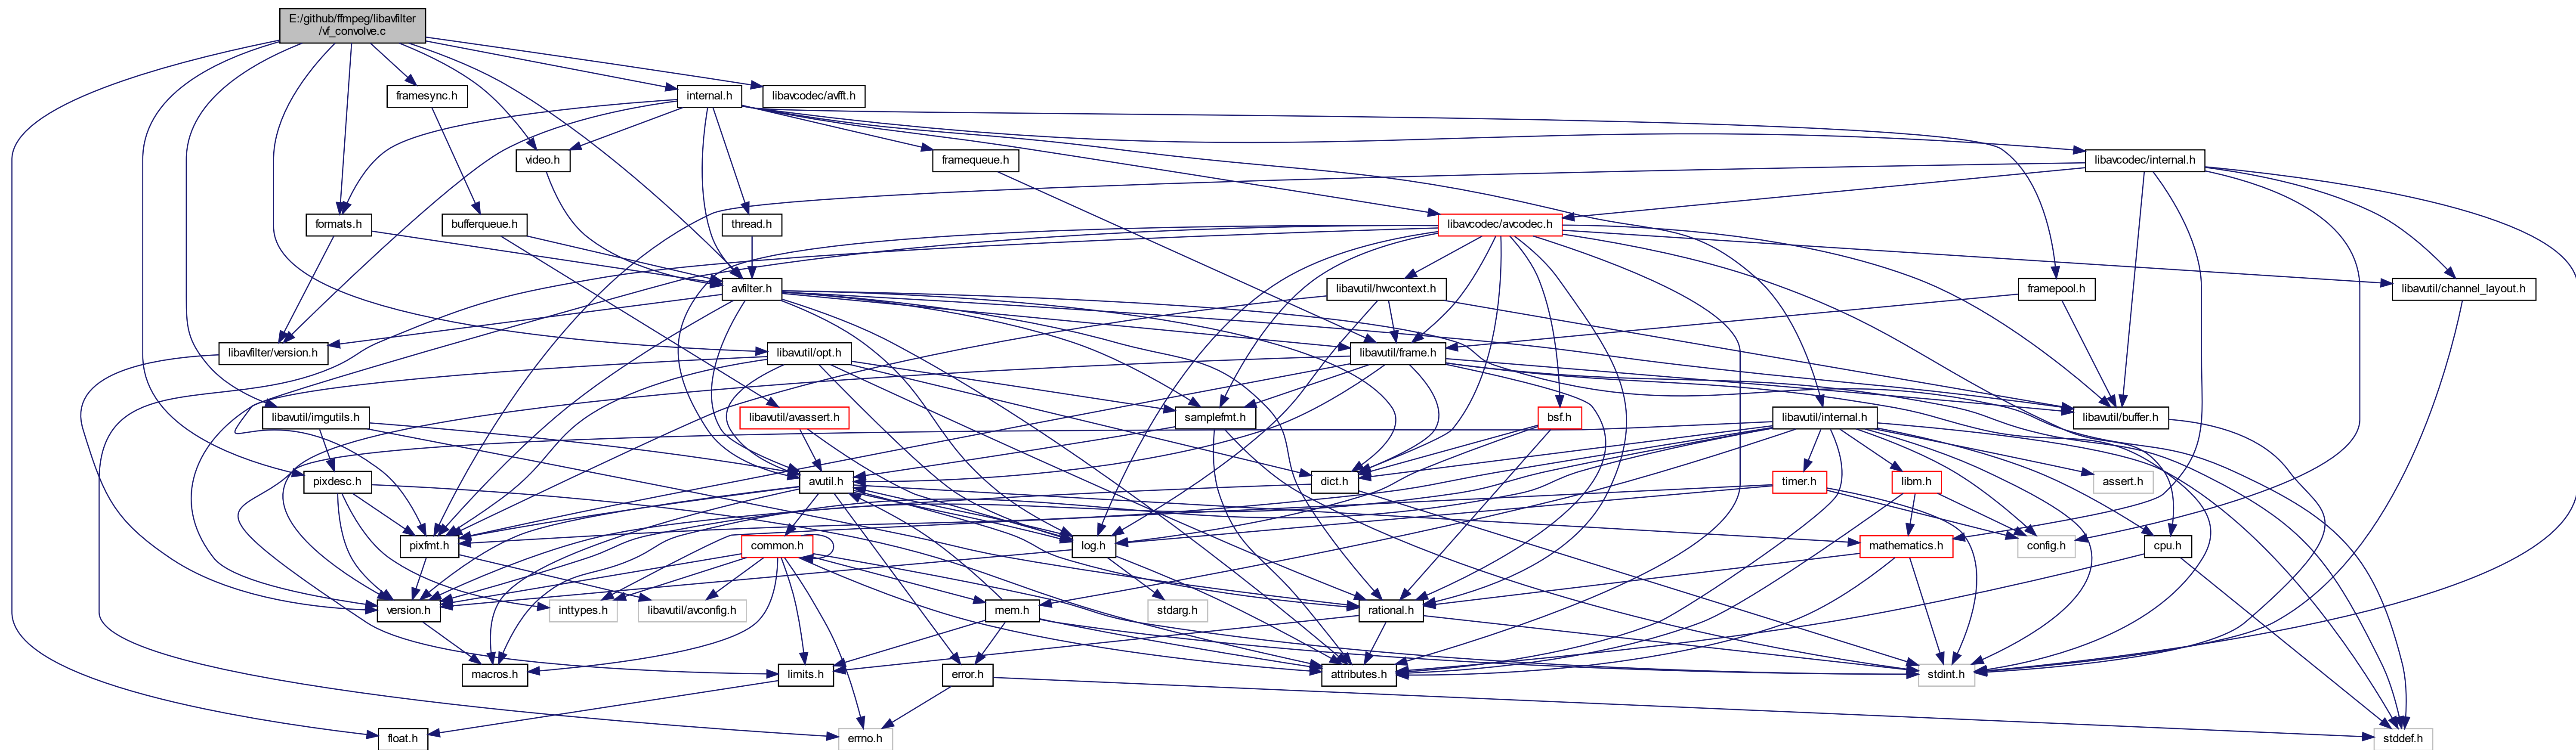 E:/github/ffmpeg/libavfilter
/vf_convolve.c
framesync.h
internal.h
libavcodec/avfft.h
video.h
framequeue.h
libavcodec/internal.h
formats.h
bufferqueue.h
thread.h
libavcodec/avcodec.h
avfilter.h
libavutil/hwcontext.h
framepool.h
libavutil/channel_layout.h
libavfilter/version.h
libavutil/opt.h
libavutil/frame.h
libavutil/imgutils.h
libavutil/avassert.h
samplefmt.h
bsf.h
libavutil/internal.h
libavutil/buffer.h
pixdesc.h
avutil.h
dict.h
timer.h
libm.h
assert.h
pixfmt.h
common.h
log.h
mathematics.h
config.h
cpu.h
version.h
inttypes.h
libavutil/avconfig.h
mem.h
stdarg.h
rational.h
macros.h
limits.h
error.h
attributes.h
stdint.h
float.h
errno.h
stddef.h